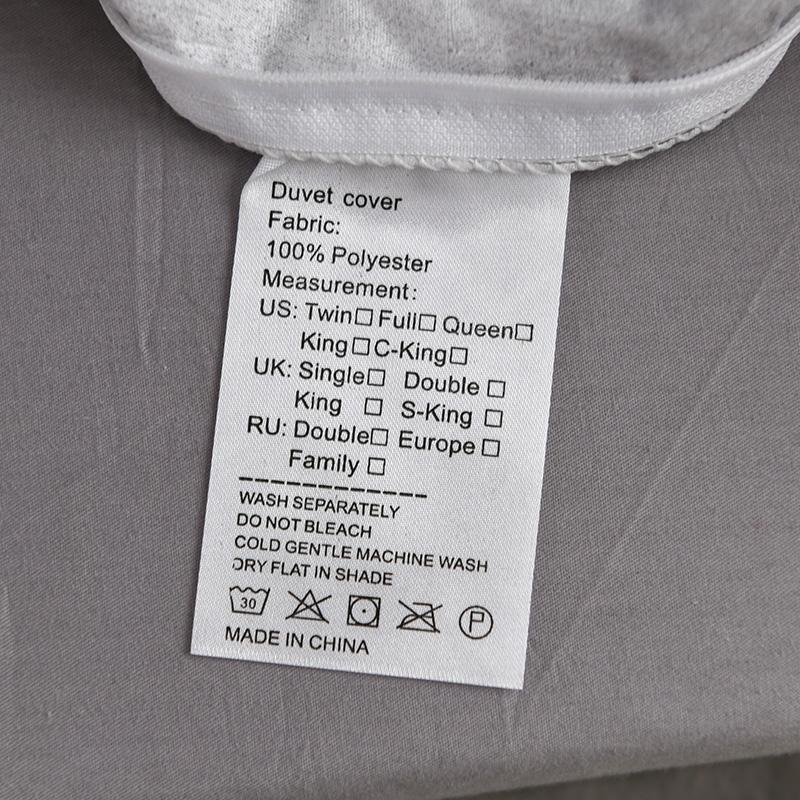 Duvet cover
Fabric:
100% Polyester
Measurement:
US: Twin□ Full□ Queen□
King□ C-King□
UK: Single□ Double □
King □ S-King □
RU: Double□ Europe □
Family □
WASH SEPARATELY
DO NOT BLEACH
COLD GENTLE MACHINE WASH
DRY FLAT IN SHADE
30 P
MADE IN CHINA